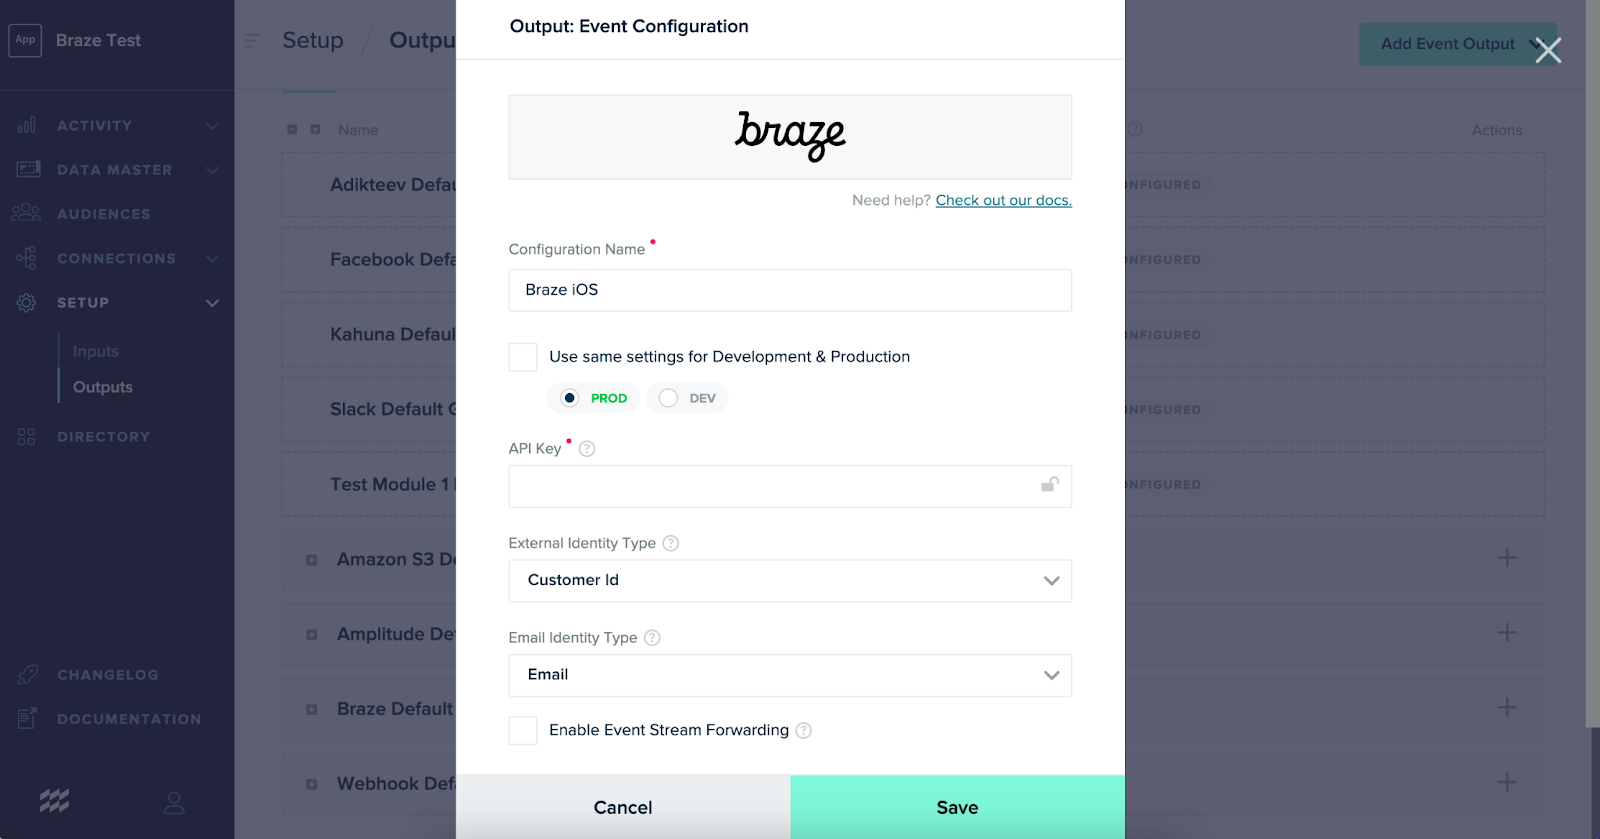 App
Braze Test
Setup / Outpu
Add Event Output
Output: Event Configuration
ACTIVITY
DATA MASTER
AUDIENCES
CONNECTIONS
SETUP
Inputs
Outputs
DIRECTORY
CHANGELOG
DOCUMENTATION
Name
Actions
Adikteev Defau
NFIGURED
Facebook Defa
NFIGURED
Kahuna Defaul
NFIGURED
Slack Default G
NFIGURED
Test Module 1
NFIGURED
Amazon S3 De
Amplitude De
Braze Default
Webhook Defa
braze
Need help? Check out our docs.
Configuration Name
Braze iOS
Use same settings for Development & Production
PROD
DEV
API Key
External Identity Type
Customer Id
Email Identity Type
Email
Enable Event Stream Forwarding
Cancel
Save